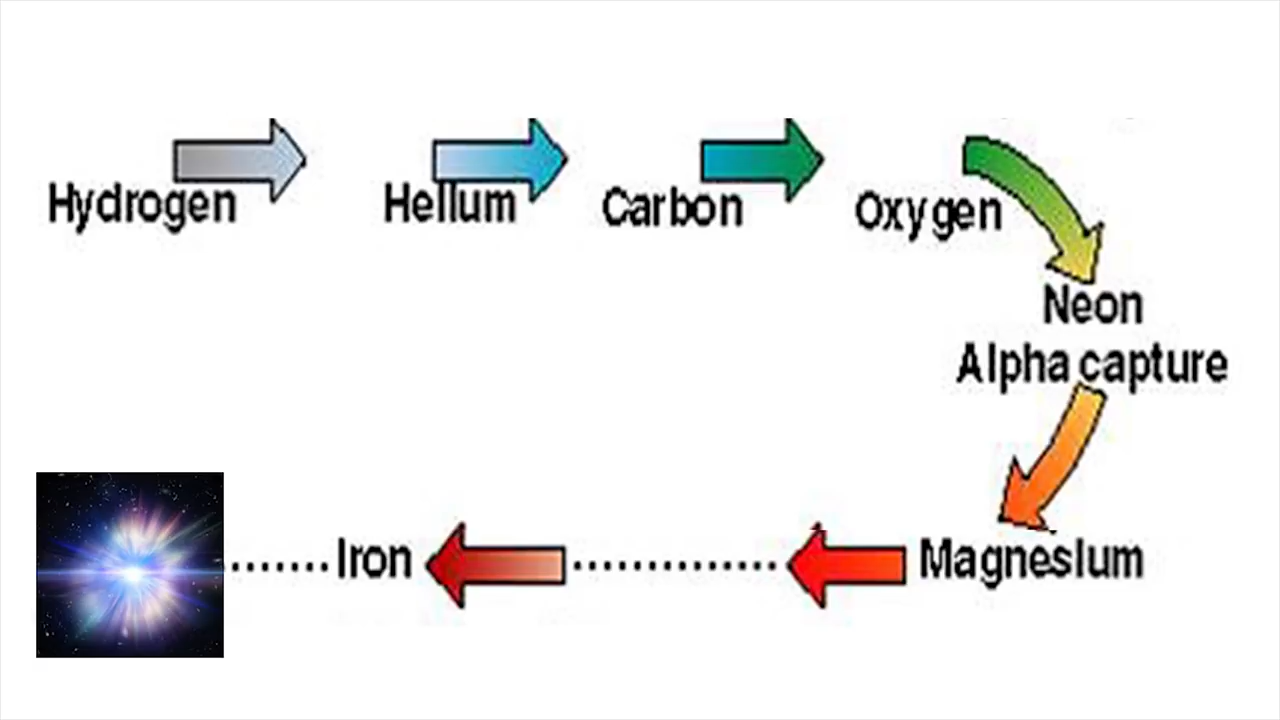 Hydrogen
Helium
Carbon
Oxygen
Neon
Alpha capture
Magnesium
Iron